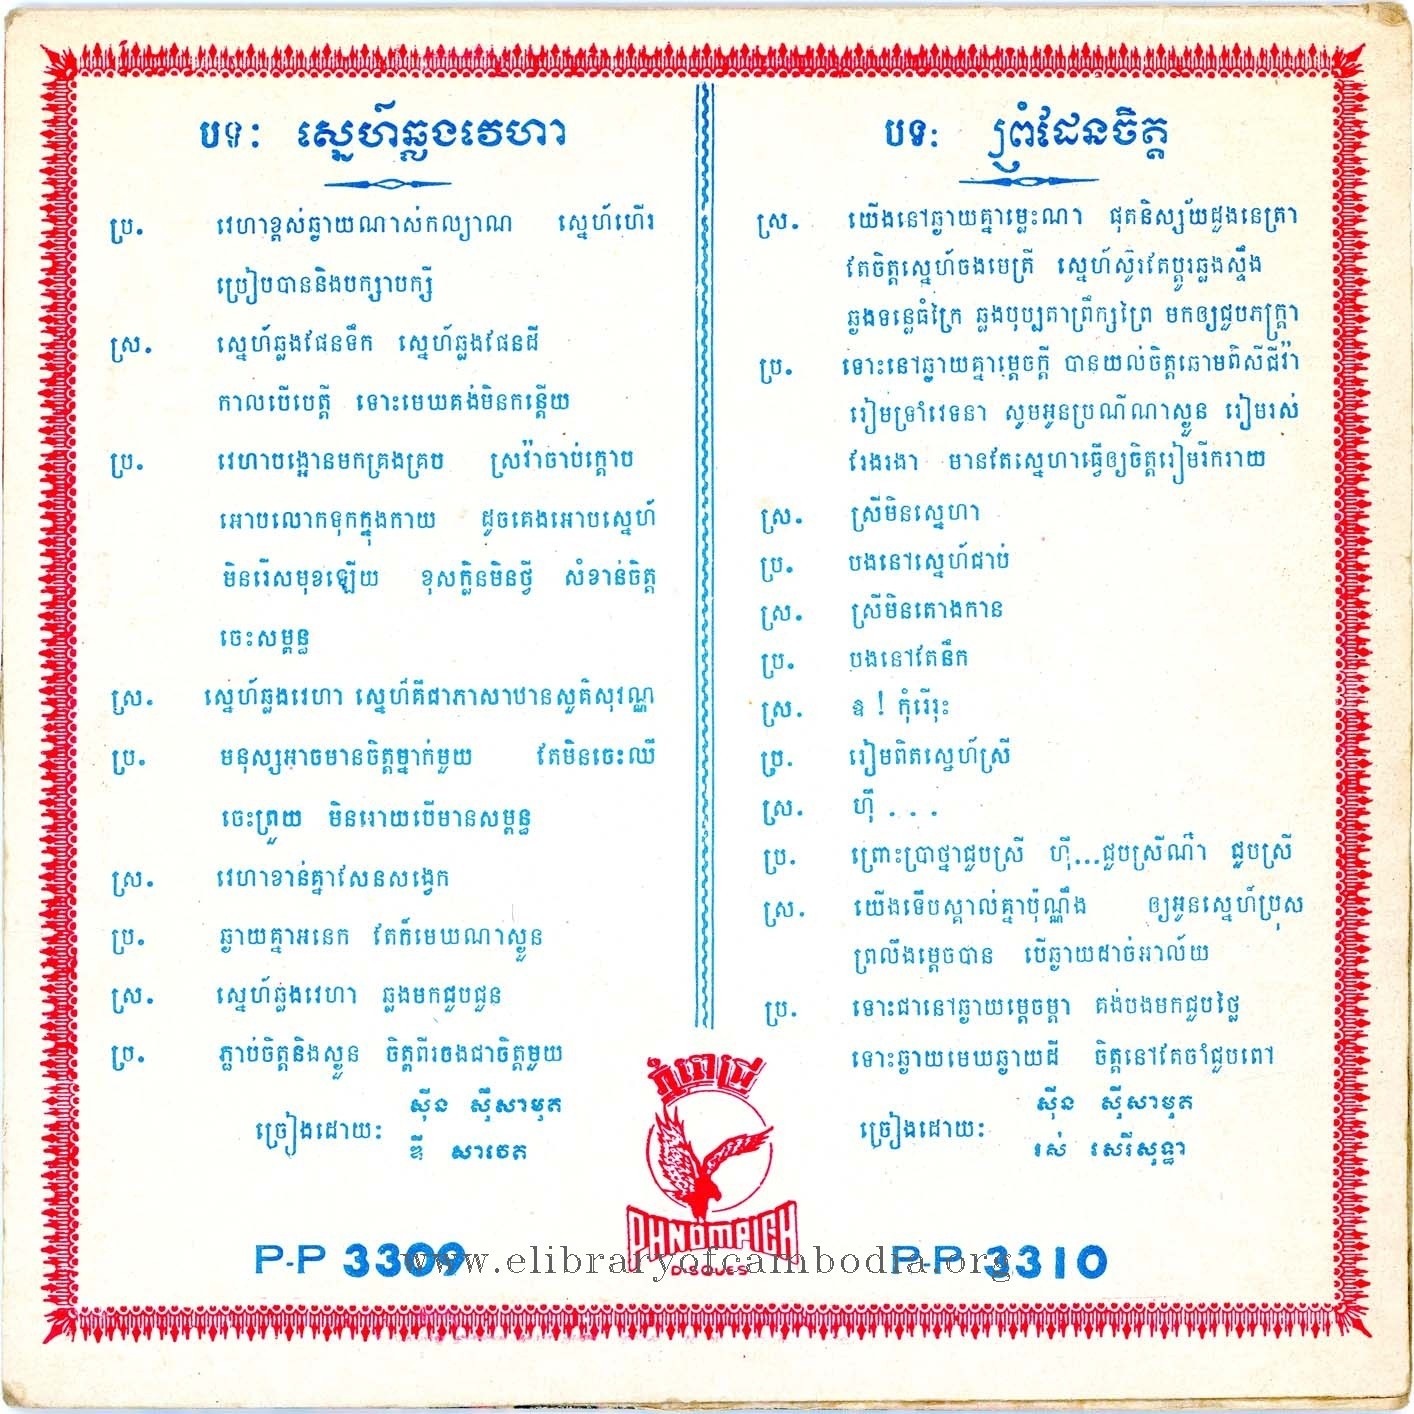 បទ: ស្នេហ៍ឆ្លងវេហា
ប្រ. វេហាខ្ពស់ឆ្ងាយណាស់កល្យាណ ស្នេហ៍ហើរ
ប្រៀបបាននិងបក្សាបក្សី
ស្រ. ស្នេហ៍ឆ្លងផែនទឹក ស្នេហ៍ឆ្លងផែនដី
កាលបើបេត្តី ទោះមេឃគង់មិនកន្តើយ
ប្រ. វេហាបង្អោនមកគ្រងគ្រប ស្រវ៉ាចាប់ក្តោប
អោបលោកទុកក្នុងកាយ ដូចគេងអោបស្នេហ៍
មិនរើសមុខឡើយ ខុសក្លិនមិនថ្វី សំខាន់ចិត្ត
ចេះសម្ពន្ធ
ស្រ. ស្នេហ៍ឆ្លងវេហា ស្នេហ៍គឺជាភាសាឋានសួគិសុវណ្ណ
ប្រ. មនុស្សអាចមានចិត្តម្នាក់មួយ តែមិនចេះឈឺ
ចេះព្រួយ មិនរោយបើមានសម្ពន្ធ
ស្រ. វេហាខាន់គ្នាសែនសង្វេក
ប្រ. ឆ្ងាយគ្នាអនេក តែក៏មេឃណាស្ងួន
ស្រ. ស្នេហ៍ឆ្លងវេហា ឆ្លងមកជួបជួន
ប្រ. ភ្ជាប់ចិត្តនិងស្ងួន ចិត្តពីរចងជាចិត្តមួយ
ច្រៀងដោយ: ស៊ីន ស៊ីសាមុត
ឌី សាវេត
P-P 3309
បទ: ព្រំដែនចិត្ត
ស្រ. យើងនៅឆ្ងាយគ្នាម្លេះណា ផុតនិស្ស័យដួងនេត្រា
តែចិត្តស្នេហ៍ចងមេត្រី ស្នេហ៍ស៊ូរតែប្តូរឆ្លងស្ទឹង
ឆ្លងទន្លេធំក្រៃ ឆ្លងបុប្បតាព្រឹក្សព្រៃ មកឲ្យជួបភក្ត្រា
ប្រ. ទោះនៅឆ្ងាយគ្នាម្តេចក្តី បានយល់ចិត្តឆោមពិសីជីវ៉ា
រៀមទ្រាំវេទនា សូមអូនប្រណីណាស្ងួន រៀមរស់
រែងរងា មានតែស្នេហាធ្វើឲ្យចិត្តរៀមរីករាយ
ស្រ. ស្រីមិនស្នេហា
ប្រ. បងនៅស្នេហ៍ជាប់
ស្រ. ស្រីមិនតោងកាន
ប្រ. បងនៅតែនឹក
ស្រ. ឱ ! កុំរើរុះ
ប្រ. រៀមពិតស្នេហ៍ស្រី
ស្រ. ហ៊ឹ . . .
ប្រ. ព្រោះប្រាថ្នាជួបស្រី ហ៊ឹ...ជួបស្រីណ៎ា ជួបស្រី
ស្រ. យើងទើបស្គាល់គ្នាប៉ុណ្ណឹង ឲ្យអូនស្នេហ៍ប្រុស
ព្រលឹងម្តេចបាន បើឆ្ងាយដាច់អាល័យ
ប្រ. ទោះជានៅឆ្ងាយម្តេចម្តា គង់បងមកជួបថ្លៃ
ទោះឆ្ងាយមេឃឆ្ងាយដី ចិត្តនៅតែចាំជួបពៅ
ច្រៀងដោយ: ស៊ីន ស៊ីសាមុត
រស់ សេរីសុទ្ធា
P-P 3310
ភ្នំពេជ្រ
PHNOMPAICH
DISQUES
www.elibraryofcambodia.org